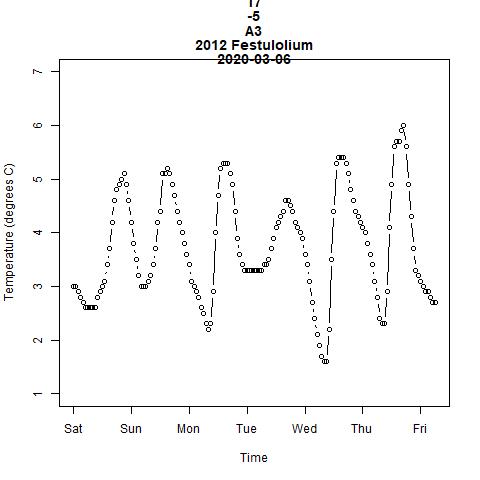 17
-5
A3
2012 Festulolium
2020-03-06
Temperature (degrees C)
7
6
5
4
3
2
1
Sat Sun Mon Tue Wed Thu Fri
Time